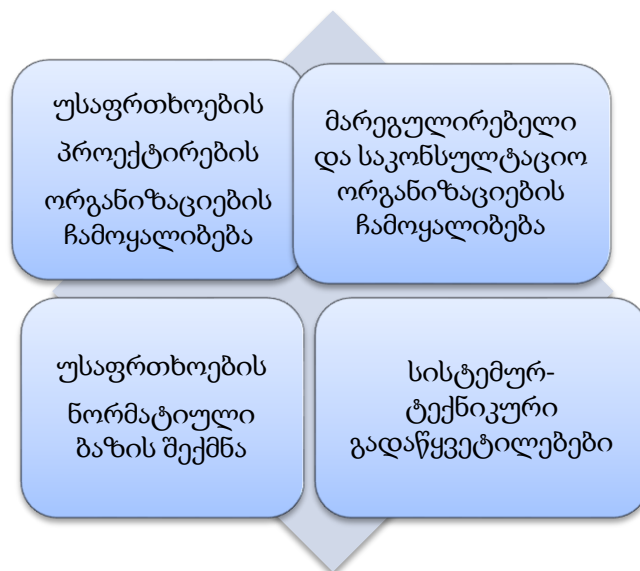 უსაფრთხოების
პროექტირების
ორგანიზაციების
ჩამოყალიბება
მარეგულირებელი
და საკონსულტაციო
ორგანიზაციების
ჩამოყალიბება
უსაფრთხოების
ნორმატიული
ბაზის შექმნა
სისტემურ-
ტექნიკური
გადაწყვეტილებები